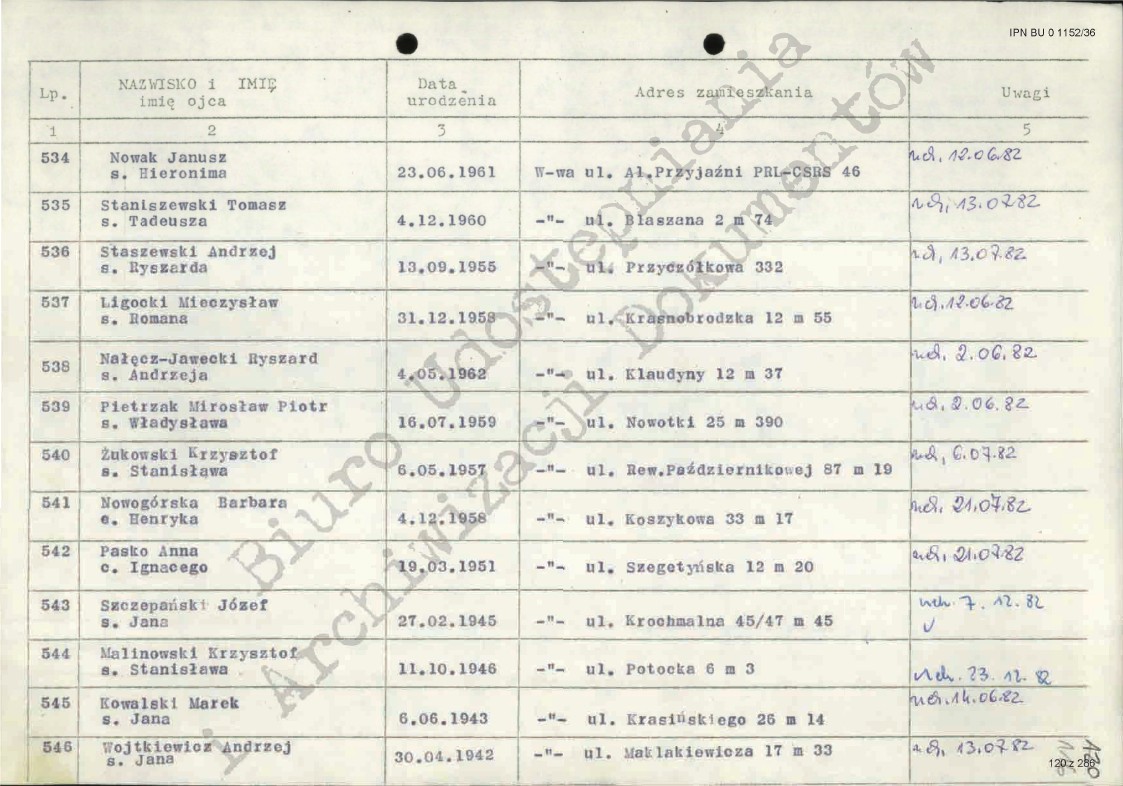 IPN BU 0 1152/36
Lp. NAZWISKO i IMIĘ imię ojca Data urodzenia Adres zamieszkania Uwagi
1 2 3 4 5
534 Nowak Janusz
s. Hieronima 23.06.1961 W-wa ul. Al.Przyjaźni PRL-CSRS 46 uch. 12.06.82
535 Staniszewski Tomasz
s. Tadeusza 4.12.1960 -"- ul. Blaszana 2 m 74 13.07.82
536 Staszewski Andrzej
s. Ryszarda 13.09.1955 -"- ul. Przyczółkowa 332 13.07.82
537 Ligocki Mieczysław
s. Romana 31.12.1958 -"- ul. Krasnobrodzka 12 m 55 uch. 12.06.82
538 Nałęcz-Jawecki Ryszard
s. Andrzeja 4.05.1962 -"- ul. Klaudyny 12 m 37 uch. 2.06.82
539 Pietrzak Mirosław Piotr
s. Władysława 16.07.1959 -"- ul. Nowotki 25 m 390 uch. 2.06.82
540 Żukowski Krzysztof
s. Stanisława 6.05.1957 -"- ul. Rew.Październikowej 87 m 19 6.07.82
541 Nowogórska Barbara
c. Henryka 4.12.1958 -"- ul. Koszykowa 33 m 17 uch. 21.07.82
542 Pasko Anna
c. Ignacego 19.03.1951 -"- ul. Szegetyńska 12 m 20 uch. 21.07.82
543 Szczepański Józef
s. Jana 27.02.1945 -"- ul. Krochmalna 45/47 m 45 uch. 7.12.82
544 Malinowski Krzysztof
s. Stanisława 11.10.1946 -"- ul. Potocka 6 m 3 uch. 23.12.82
545 Kowalski Marek
s. Jana 6.06.1943 -"- ul. Krasińskiego 26 m 14 uch. 14.06.82
546 Wojtkiewicz Andrzej
s. Jana 30.04.1942 -"- ul. Maklakiewicza 17 m 33 uch. 13.07.82
Biuro Udostępniania
i Archiwizacji Dokumentów
120 z 286
120